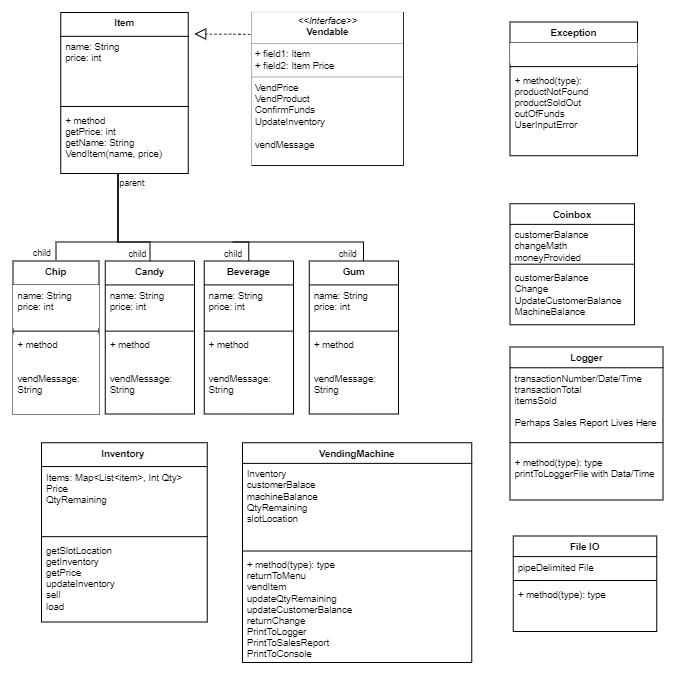 Item
name: String
price: int
+ method
getPrice: int
getName: String
VendItem(name, price)
<<Interface>>
Vendable
+ field1: Item
+ field2: Item Price
VendPrice
VendProduct
ConfirmFunds
UpdateInventory
vendMessage
Exception
+ method(type):
productNotFound
productSoldOut
outOfFunds
UserInputError
parent
child
child
child
child
Chip
name: String
price: int
+ method
vendMessage:
String
Candy
name: String
price: int
+ method
vendMessage:
String
Beverage
name: String
price: int
+ method
vendMessage:
String
Gum
name: String
price: int
+ method
vendMessage:
String
Coinbox
customerBalance
changeMath
moneyProvided
customerBalance
Change
UpdateCustomerBalance
MachineBalance
Logger
transactionNumber/Date/Time
transactionTotal
itemsSold
Perhaps Sales Report Lives Here
+ method(type): type
printToLoggerFile with Data/Time
Inventory
Items: Map<List<item>, Int Qty>
Price
QtyRemaining
getSlotLocation
getInventory
getPrice
updateInventory
sell
load
VendingMachine
Inventory
customerBalace
machineBalance
QtyRemaining
slotLocation
+ method(type): type
returnToMenu
vendItem
updateQtyRemaining
updateCustomerBalance
returnChange
PrintToLogger
PrintToSalesReport
PrintToConsole
File IO
pipeDelimited File
+ method(type): type